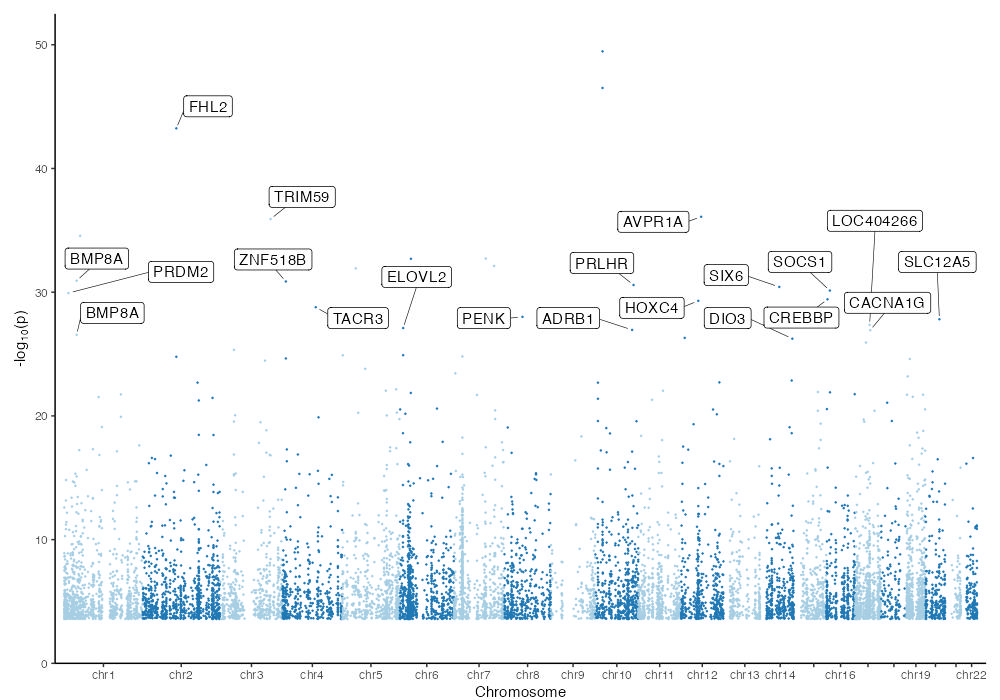 50
40
30
20
10
0
-log10(p)
FHL2
TRIM59
AVPR1A
LOC404266
BMP8A
PRDM2
ZNF518B
ELOVL2
PRLHR
SIX6
SOCS1
SLC12A5
BMP8A
TACR3
PENK
ADRB1
HOXC4
DIO3
CREBBP
CACNA1G
chr1 chr2 chr3 chr4 chr5 chr6 chr7 chr8 chr9 chr10 chr11 chr12 chr13 chr14 chr16 chr19 chr22
Chromosome